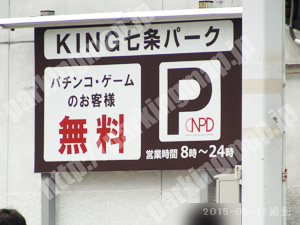 KING七条パーク
パチンコ・ゲーム
のお客様
無料
P
NPD
営業時間 8時～24時